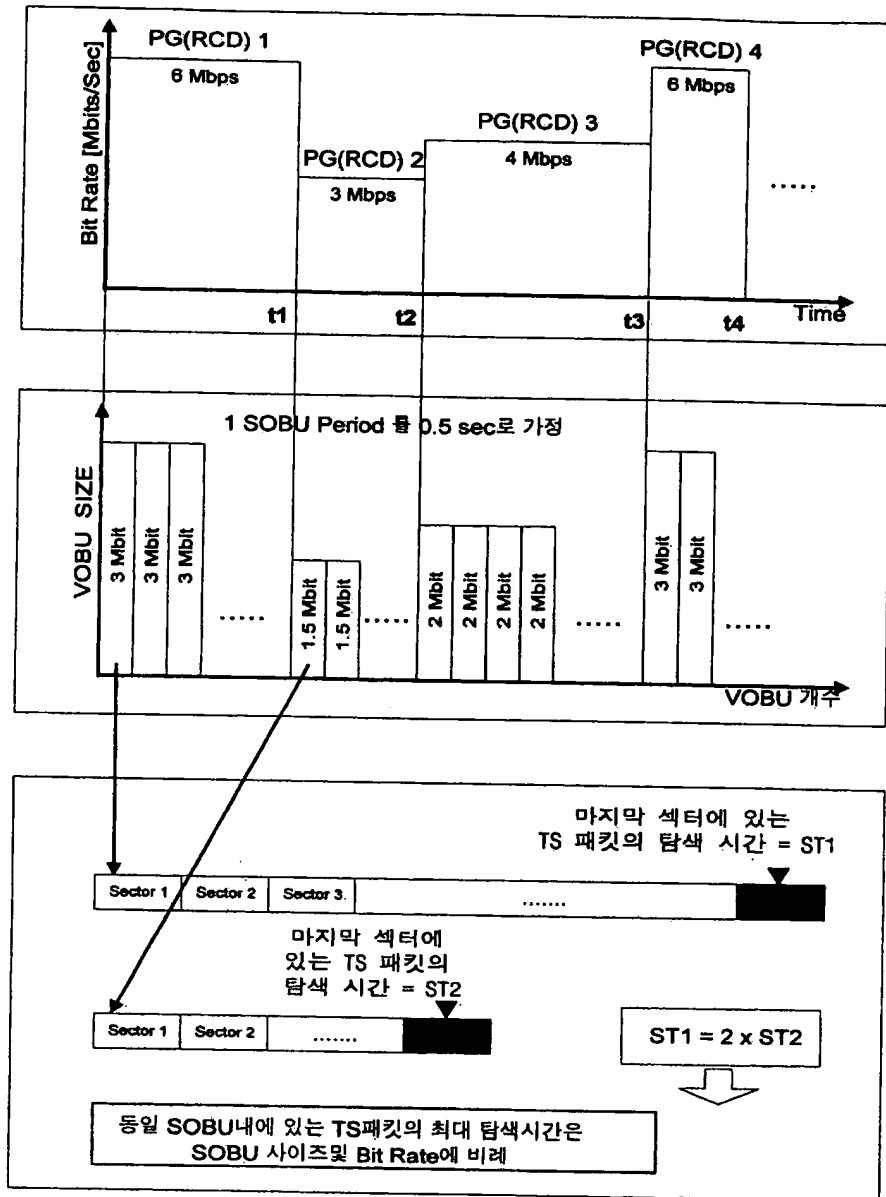 PG(RCD) 1
6 Mbps
PG(RCD) 2
3 Mbps
PG(RCD) 3
4 Mbps
PG(RCD) 4
6 Mbps
.....
Bit Rate [Mbits/Sec]
t1
t2
t3
t4
Time
1 SOBU Period 를 0.5 sec로 가정
VOBU SIZE
3 Mbit
3 Mbit
3 Mbit
.....
1.5 Mbit
1.5 Mbit
.....
2 Mbit
2 Mbit
2 Mbit
2 Mbit
.....
3 Mbit
3 Mbit
.....
VOBU 개수
마지막 섹터에 있는
TS 패킷의 탐색 시간 = ST1
Sector 1
Sector 2
Sector 3.
.......
마지막 섹터에
있는 TS 패킷의
탐색 시간 = ST2
Sector 1
Sector 2
.......
ST1 = 2 x ST2
동일 SOBU내에 있는 TS패킷의 최대 탐색시간은
SOBU 사이즈및 Bit Rate에 비례